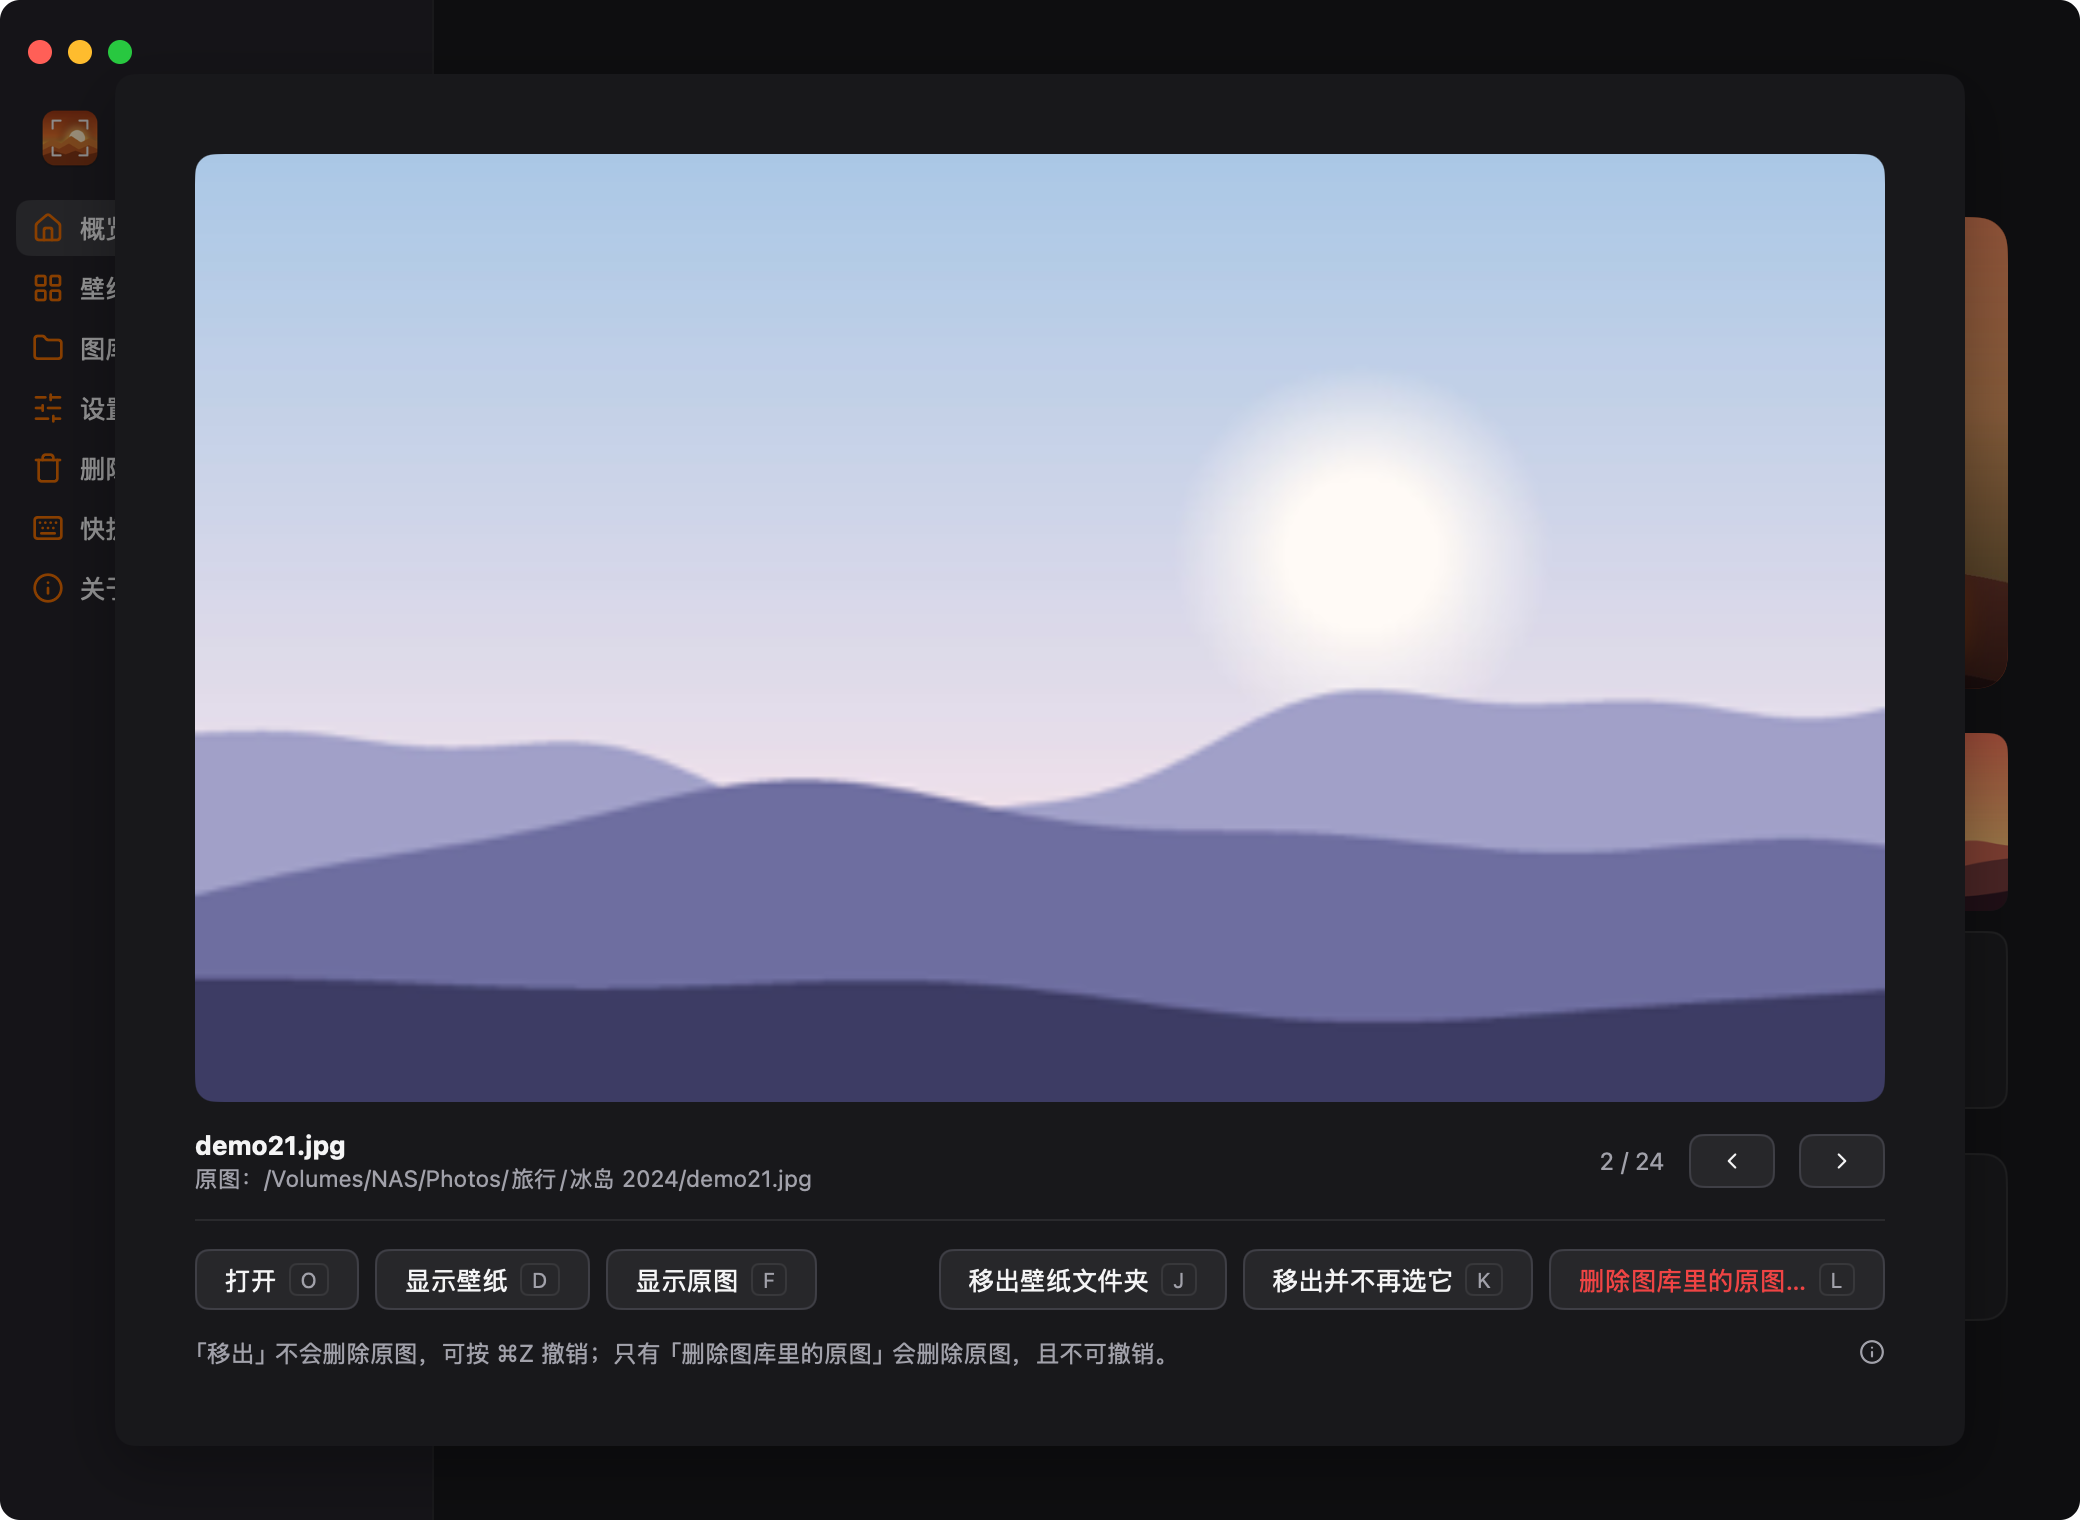 概
壁
图
设
删
快
关于
demo21.jpg
原图：/Volumes/NAS/Photos/旅行/冰岛 2024/demo21.jpg
2 / 24
打开 O
显示壁纸 D
显示原图 F
移出壁纸文件夹 J
移出并不再选它 K
删除图库里的原图... L
「移出」不会删除原图，可按 ⌘Z 撤销；只有「删除图库里的原图」会删除原图，且不可撤销。